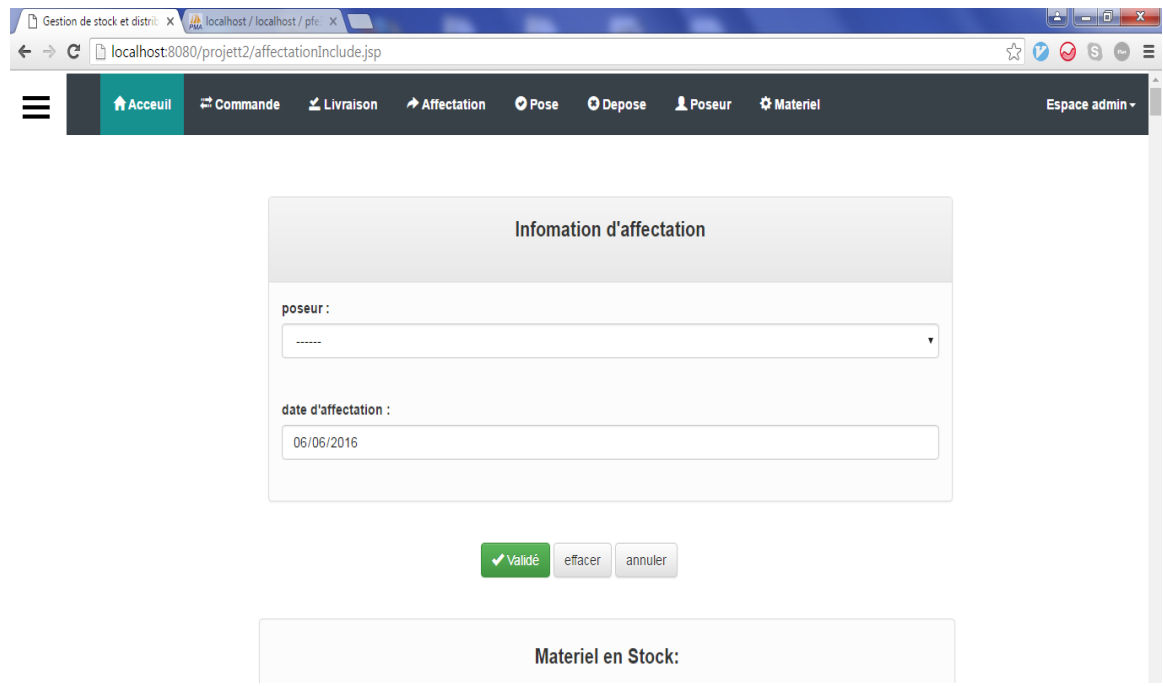 Gestion de stock et distrib
localhost / localhost / pfe
localhost:8080/projett2/affectationInclude.jsp
Acceuil Commande Livraison Affectation Pose Depose Poseur Materiel Espace admin
Infomation d'affectation
poseur :
------
date d'affectation :
06/06/2016
Validé effacer annuler
Materiel en Stock: